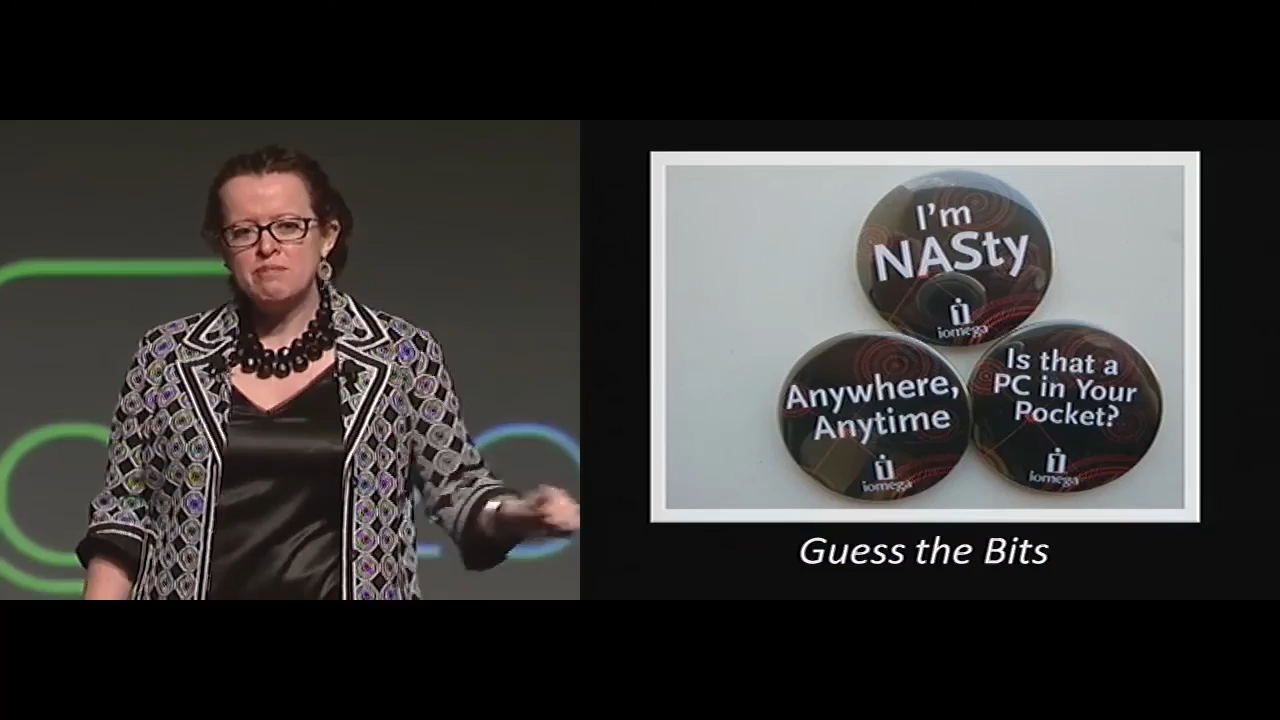 I'm
NASty
iomega
Anywhere,
Anytime
iomega
Is that a
PC in Your
Pocket?
iomega
Guess the Bits